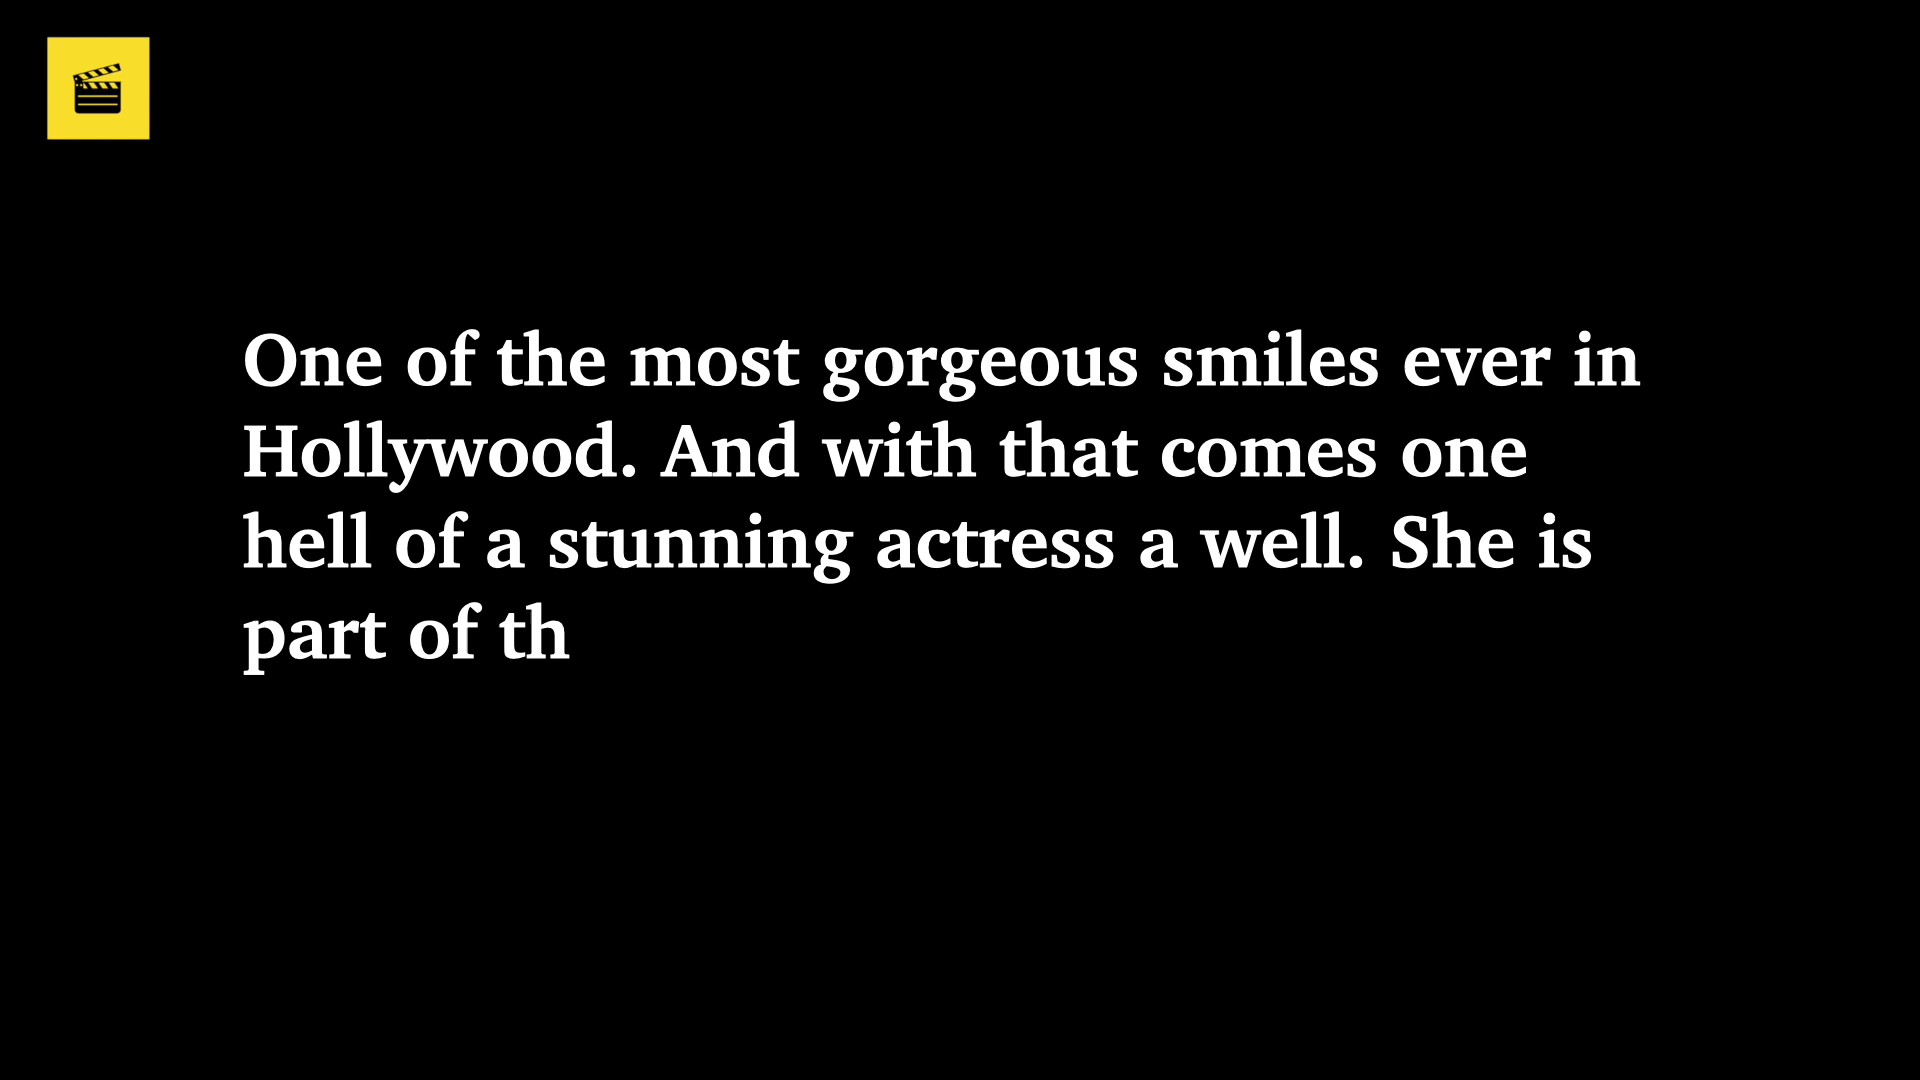 One of the most gorgeous smiles ever in
Hollywood. And with that comes one
hell of a stunning actress a well. She is
part of th